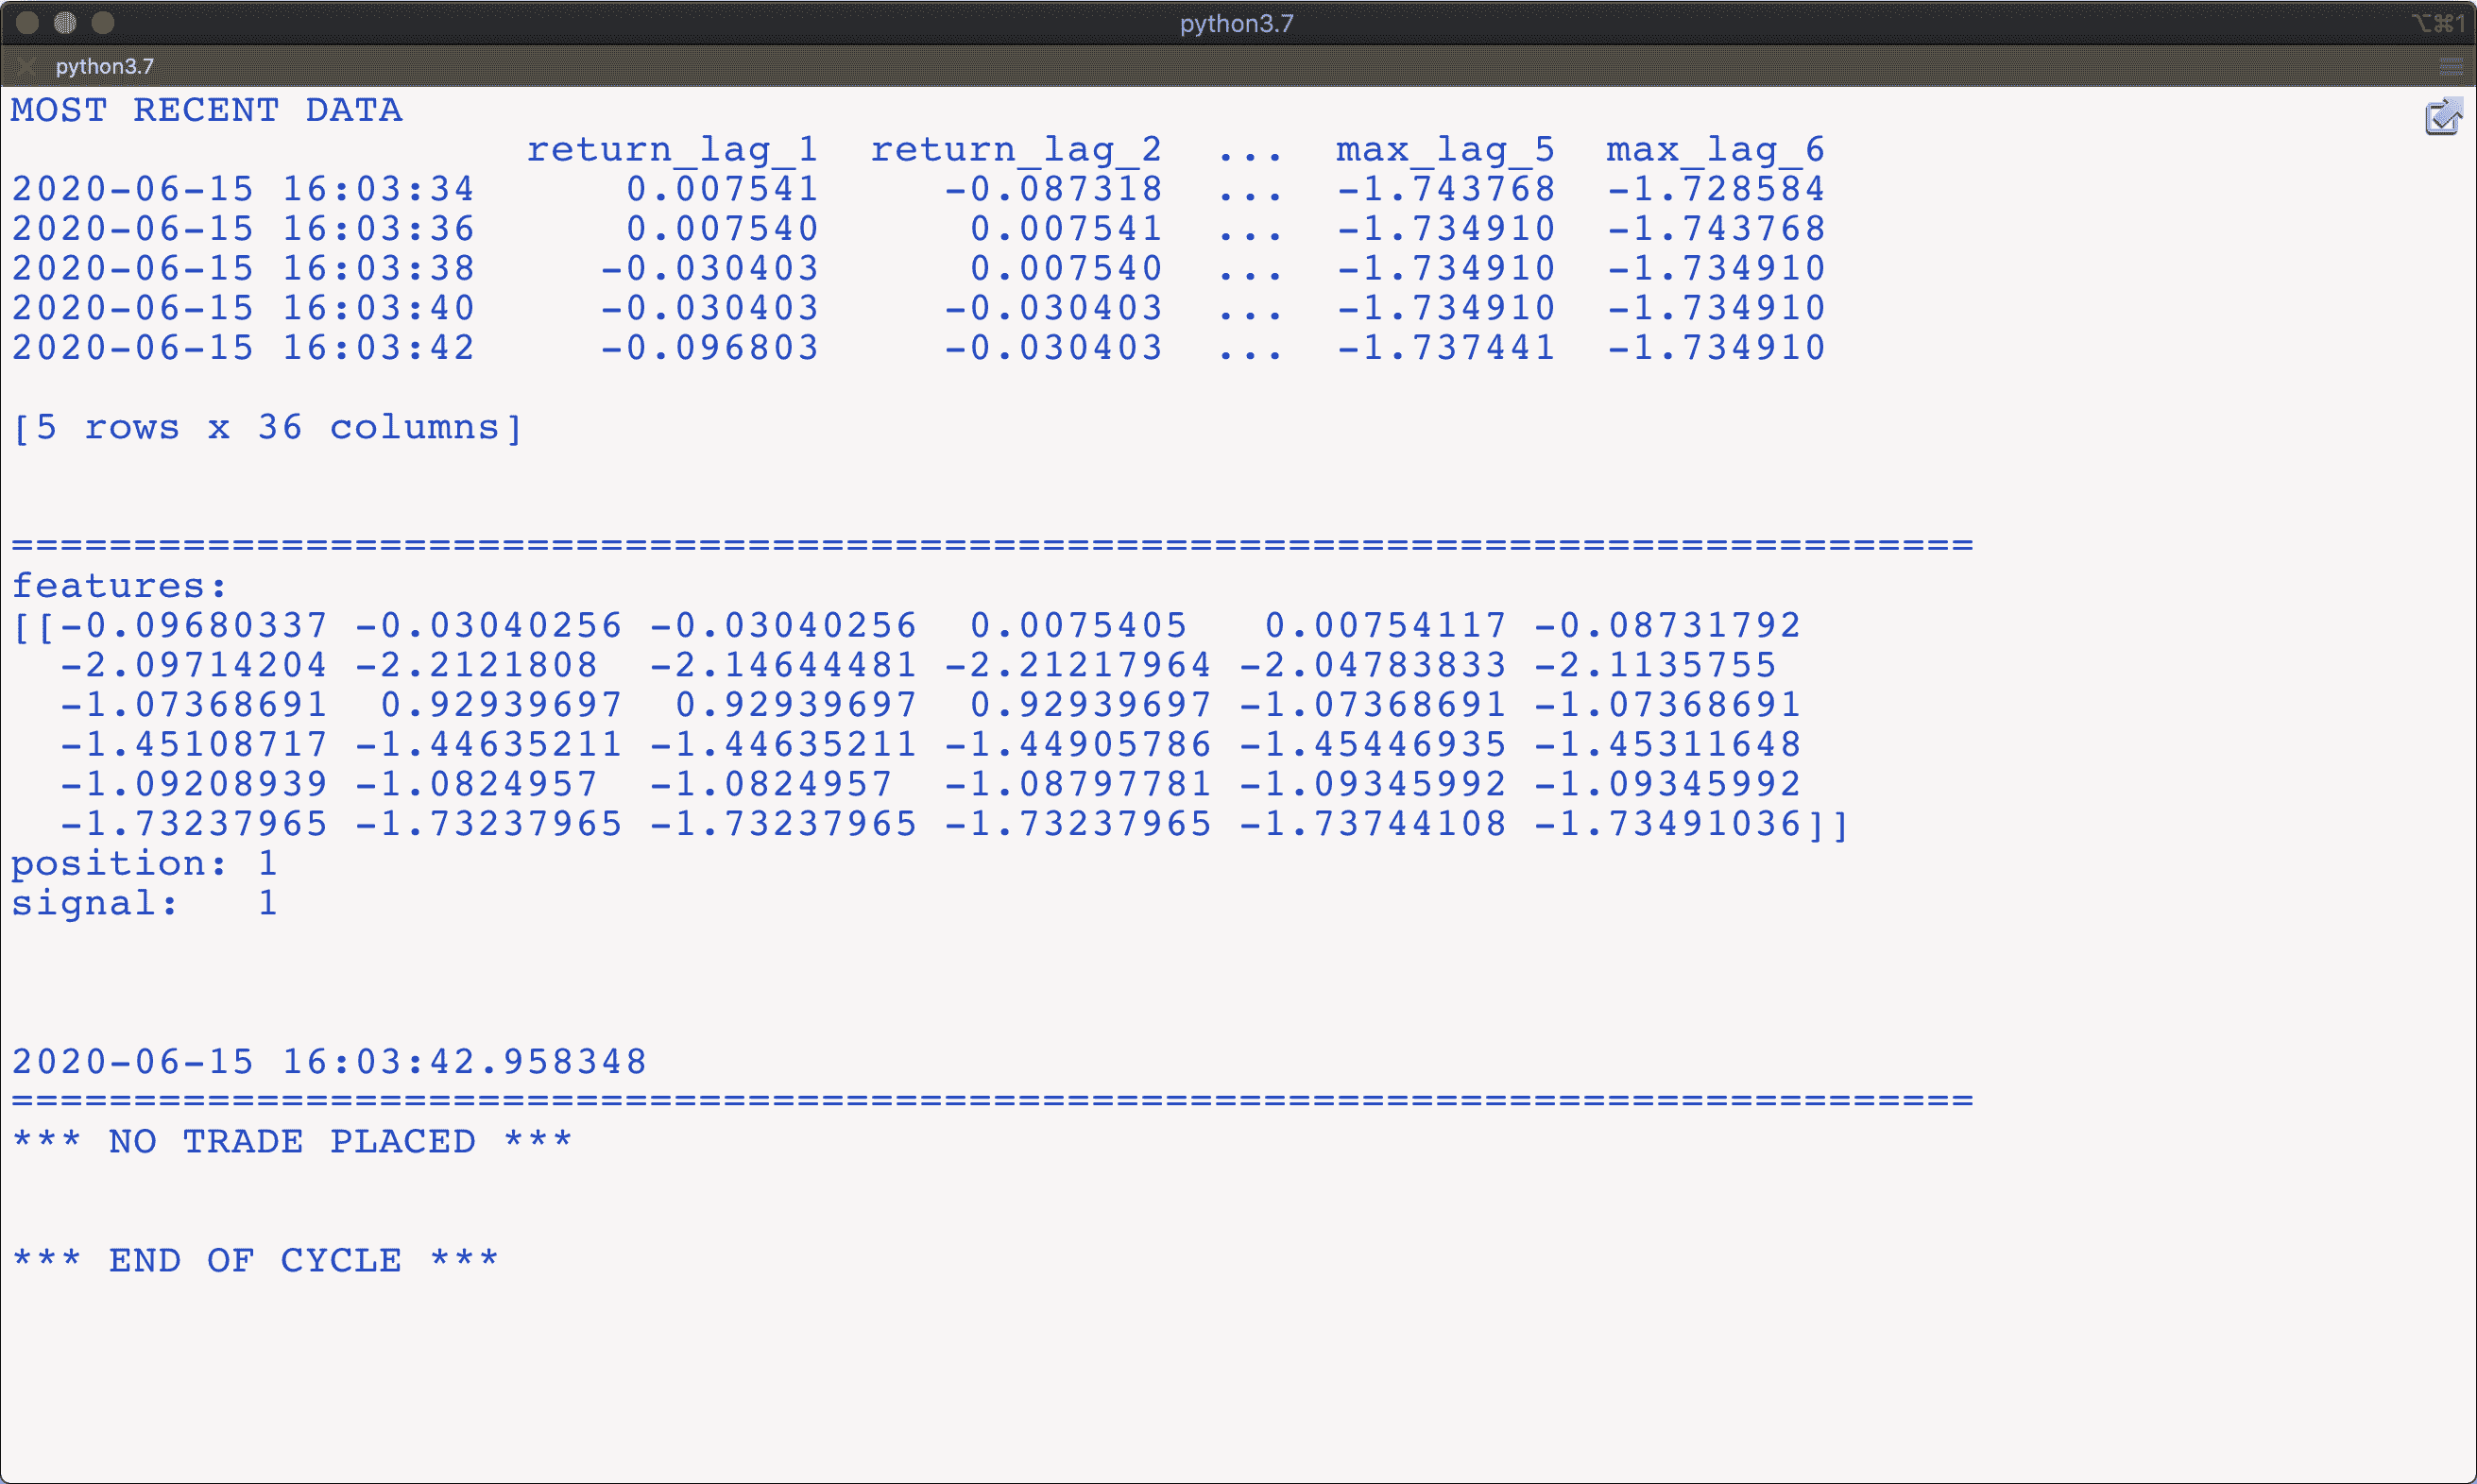 python3.7
⌥⌘1
python3.7
MOST RECENT DATA
return_lag_1 return_lag_2 ... max_lag_5 max_lag_6
2020-06-15 16:03:34 0.007541 -0.087318 ... -1.743768 -1.728584
2020-06-15 16:03:36 0.007540 0.007541 ... -1.734910 -1.743768
2020-06-15 16:03:38 -0.030403 0.007540 ... -1.734910 -1.734910
2020-06-15 16:03:40 -0.030403 -0.030403 ... -1.734910 -1.734910
2020-06-15 16:03:42 -0.096803 -0.030403 ... -1.737441 -1.734910
[5 rows x 36 columns]
================================================================================
features:
[[-0.09680337 -0.03040256 -0.03040256 0.0075405 0.00754117 -0.08731792
-2.09714204 -2.2121808 -2.14644481 -2.21217964 -2.04783833 -2.1135755
-1.07368691 0.92939697 0.92939697 0.92939697 -1.07368691 -1.07368691
-1.45108717 -1.44635211 -1.44635211 -1.44905786 -1.45446935 -1.45311648
-1.09208939 -1.0824957 -1.0824957 -1.08797781 -1.09345992 -1.09345992
-1.73237965 -1.73237965 -1.73237965 -1.73237965 -1.73744108 -1.73491036]]
position: 1
signal: 1
2020-06-15 16:03:42.958348
================================================================================
*** NO TRADE PLACED ***
*** END OF CYCLE ***